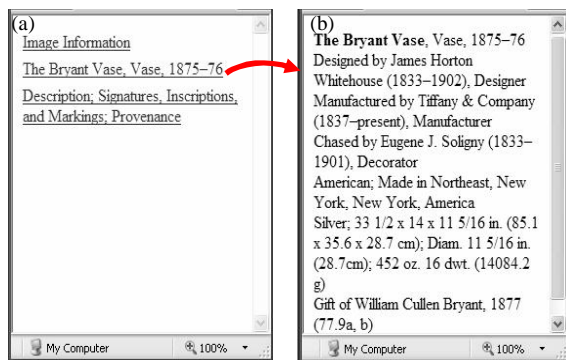 (a)
Image Information
The Bryant Vase, Vase, 1875–76
Description; Signatures, Inscriptions,
and Markings; Provenance
My Computer
100%
(b)
The Bryant Vase, Vase, 1875–76
Designed by James Horton
Whitehouse (1833–1902), Designer
Manufactured by Tiffany & Company
(1837–present), Manufacturer
Chased by Eugene J. Soligny (1833–
1901), Decorator
American; Made in Northeast, New
York, New York, America
Silver; 33 1/2 x 14 x 11 5/16 in. (85.1
x 35.6 x 28.7 cm); Diam. 11 5/16 in.
(28.7cm); 452 oz. 16 dwt. (14084.2
g)
Gift of William Cullen Bryant, 1877
(77.9a, b)
My Computer
100%